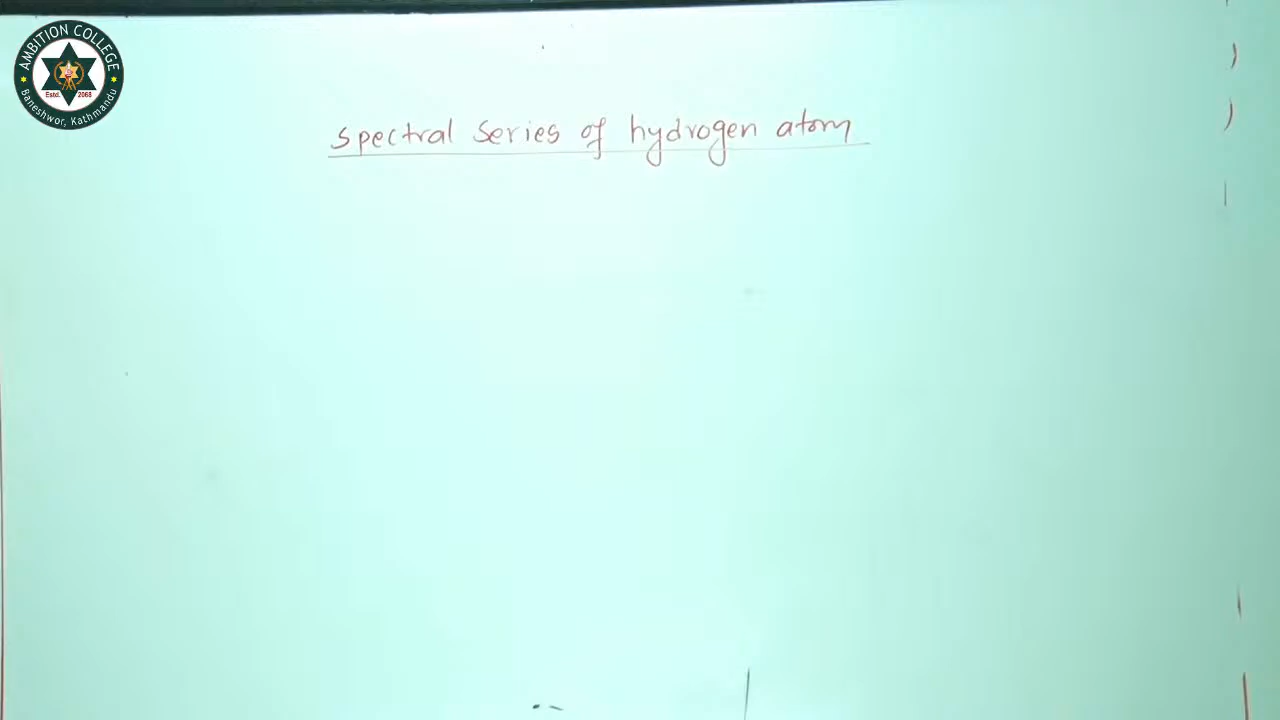 AMBITION COLLEGE
Estd. 2068
Baneshwor, Kathmandu
Spectral Series of hydrogen atom